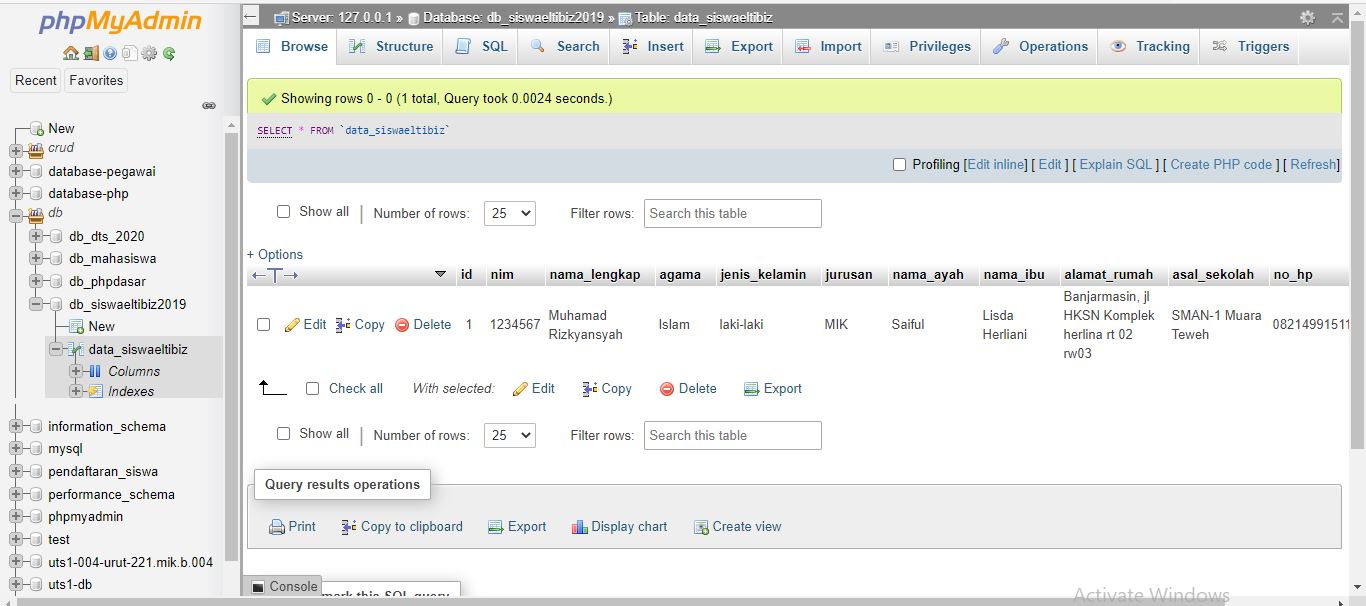 phpMyAdmin
Recent Favorites
New
crud
database-pegawai
database-php
db
db_dts_2020
db_mahasiswa
db_phpdasar
db_siswaeltibiz2019
New
data_siswaeltibiz
Columns
Indexes
information_schema
mysql
pendaftaran_siswa
performance_schema
phpmyadmin
test
uts1-004-urut-221.mik.b.004
uts1-db
Server: 127.0.0.1 » Database: db_siswaeltibiz2019 » Table: data_siswaeltibiz
Browse Structure SQL Search Insert Export Import Privileges Operations Tracking Triggers
Showing rows 0 - 0 (1 total, Query took 0.0024 seconds.)
SELECT * FROM `data_siswaeltibiz`
Profiling [Edit inline] [ Edit ] [ Explain SQL ] [ Create PHP code ] [ Refresh]
Show all | Number of rows: 25 Filter rows: Search this table
+ Options
←T→ id nim nama_lengkap agama jenis_kelamin jurusan nama_ayah nama_ibu alamat_rumah asal_sekolah no_hp
Edit Copy Delete 1 1234567 Muhamad Rizkyansyah Islam laki-laki MIK Saiful Lisda Herliani Banjarmasin, jl HKSN Komplek herlina rt 02 rw03 SMAN-1 Muara Teweh 08214991511
Check all With selected: Edit Copy Delete Export
Show all | Number of rows: 25 Filter rows: Search this table
Query results operations
Print Copy to clipboard Export Display chart Create view
Console
mark this SQL query
Activate Windows